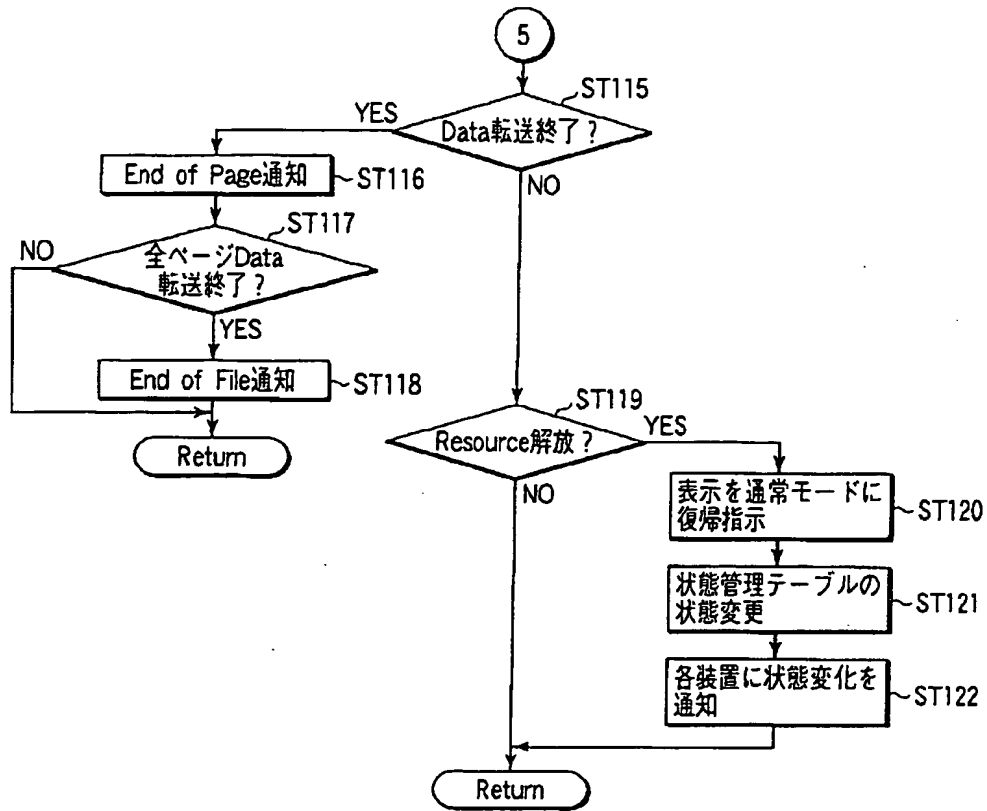 5
ST115
YES
Data転送終了？
NO
End of Page通知
ST116
ST117
NO
全ページData
転送終了？
YES
End of File通知
ST118
Return
ST119
Resource解放？
YES
NO
表示を通常モードに
復帰指示
ST120
状態管理テーブルの
状態変更
ST121
各装置に状態変化を
通知
ST122
Return